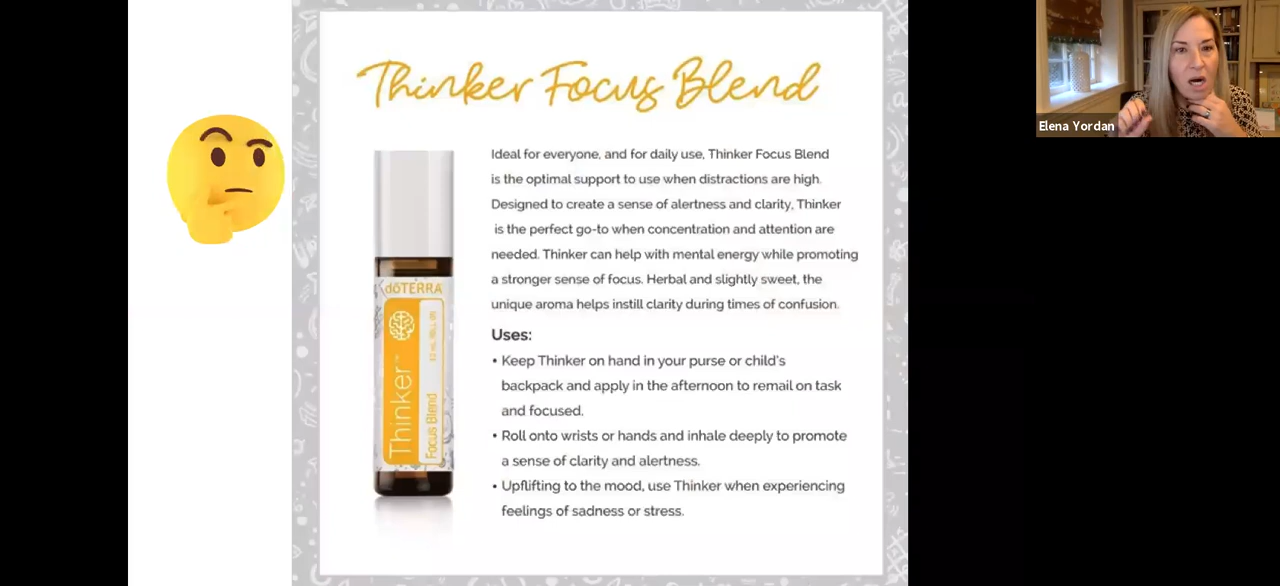 Thinker Focus Blend
Elena Yordan
Ideal for everyone, and for daily use, Thinker Focus Blend
is the optimal support to use when distractions are high.
Designed to create a sense of alertness and clarity, Thinker
is the perfect go-to when concentration and attention are
needed. Thinker can help with mental energy while promoting
a stronger sense of focus. Herbal and slightly sweet, the
unique aroma helps instill clarity during times of confusion.
Uses:
• Keep Thinker on hand in your purse or child's
backpack and apply in the afternoon to remail on task
and focused.
• Roll onto wrists or hands and inhale deeply to promote
a sense of clarity and alertness.
• Upflifting to the mood, use Thinker when experiencing
feelings of sadness or stress.
dōTERRA
Thinker™
Focus Blend